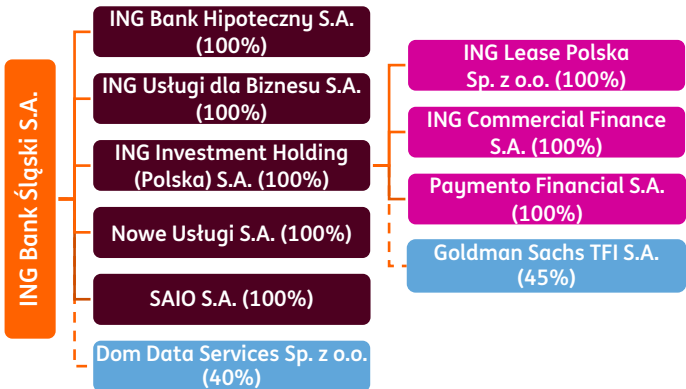 ING Bank Śląski S.A.
ING Bank Hipoteczny S.A.
(100%)
ING Usługi dla Biznesu S.A.
(100%)
ING Investment Holding
(Polska) S.A. (100%)
Nowe Usługi S.A. (100%)
SAIO S.A. (100%)
Dom Data Services Sp. z o.o.
(40%)
ING Lease Polska
Sp. z o.o. (100%)
ING Commercial Finance
S.A. (100%)
Paymento Financial S.A.
(100%)
Goldman Sachs TFI S.A.
(45%)